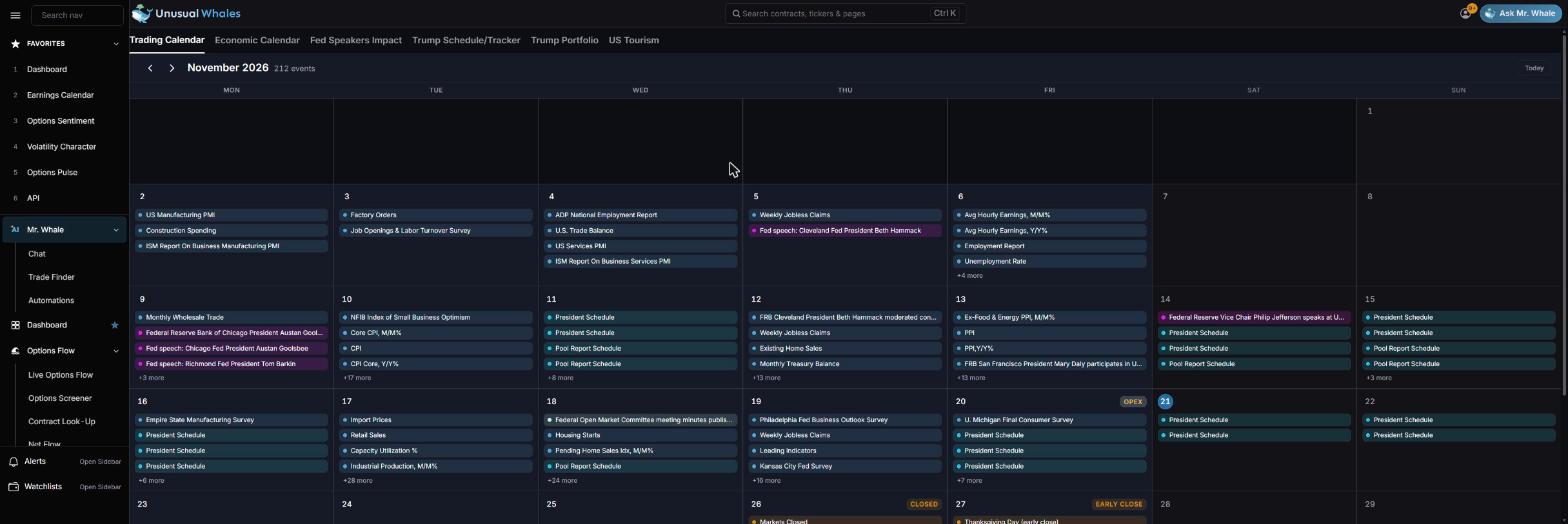 Search nav
Unusual Whales
Search contracts, tickers & pages
Ctrl K
9+
Ask Mr. Whale
FAVORITES
1 Dashboard
2 Earnings Calendar
3 Options Sentiment
4 Volatility Character
5 Options Pulse
6 API
AI Mr. Whale
Chat
Trade Finder
Automations
Dashboard
Options Flow
Live Options Flow
Options Screener
Contract Look-Up
Net Flow
Alerts Open Sidebar
Watchlists Open Sidebar
Trading Calendar Economic Calendar Fed Speakers Impact Trump Schedule/Tracker Trump Portfolio US Tourism
November 2026 212 events
Today
MON TUE WED THU FRI SAT SUN
1
2
US Manufacturing PMI
Construction Spending
ISM Report On Business Manufacturing PMI
3
Factory Orders
Job Openings & Labor Turnover Survey
4
ADP National Employment Report
U.S. Trade Balance
US Services PMI
ISM Report On Business Services PMI
5
Weekly Jobless Claims
Fed speech: Cleveland Fed President Beth Hammack
6
Avg Hourly Earnings, M/M%
Avg Hourly Earnings, Y/Y%
Employment Report
Unemployment Rate
+4 more
7
8
9
Monthly Wholesale Trade
Federal Reserve Bank of Chicago President Austan Gool...
Fed speech: Chicago Fed President Austan Goolsbee
Fed speech: Richmond Fed President Tom Barkin
+3 more
10
NFIB Index of Small Business Optimism
Core CPI, M/M%
CPI
CPI Core, Y/Y%
+17 more
11
President Schedule
President Schedule
Pool Report Schedule
Pool Report Schedule
+8 more
12
FRB Cleveland President Beth Hammack moderated con...
Weekly Jobless Claims
Existing Home Sales
Monthly Treasury Balance
+13 more
13
Ex-Food & Energy PPI, M/M%
PPI
PPI,Y/Y%
FRB San Francisco President Mary Daly participates in U...
+13 more
14
Federal Reserve Vice Chair Philip Jefferson speaks at U...
President Schedule
President Schedule
Pool Report Schedule
15
President Schedule
President Schedule
Pool Report Schedule
Pool Report Schedule
+3 more
16
Empire State Manufacturing Survey
President Schedule
President Schedule
President Schedule
+6 more
17
Import Prices
Retail Sales
Capacity Utilization %
Industrial Production, M/M%
+28 more
18
Federal Open Market Committee meeting minutes publis...
Housing Starts
Pending Home Sales Idx, M/M%
Pool Report Schedule
+24 more
19
Philadelphia Fed Business Outlook Survey
Weekly Jobless Claims
Leading Indicators
Kansas City Fed Survey
+16 more
20 OPEX
U. Michigan Final Consumer Survey
President Schedule
President Schedule
President Schedule
+7 more
21
President Schedule
President Schedule
22
President Schedule
President Schedule
23
24
25
26 CLOSED
Markets Closed
27 EARLY CLOSE
Thanksgiving Day (early close)
28
29